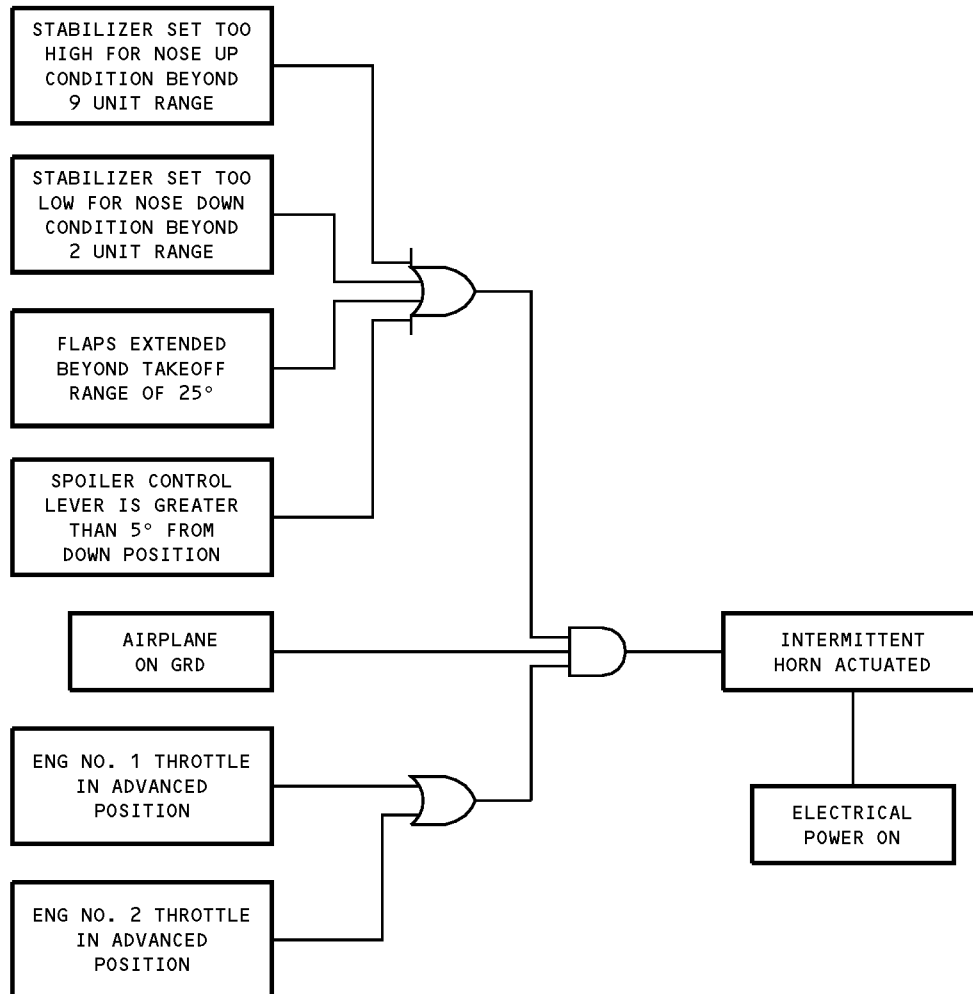 STABILIZER SET TOO
HIGH FOR NOSE UP
CONDITION BEYOND
9 UNIT RANGE
STABILIZER SET TOO
LOW FOR NOSE DOWN
CONDITION BEYOND
2 UNIT RANGE
FLAPS EXTENDED
BEYOND TAKEOFF
RANGE OF 25°
SPOILER CONTROL
LEVER IS GREATER
THAN 5° FROM
DOWN POSITION
AIRPLANE
ON GRD
INTERMITTENT
HORN ACTUATED
ENG NO. 1 THROTTLE
IN ADVANCED
POSITION
ELECTRICAL
POWER ON
ENG NO. 2 THROTTLE
IN ADVANCED
POSITION